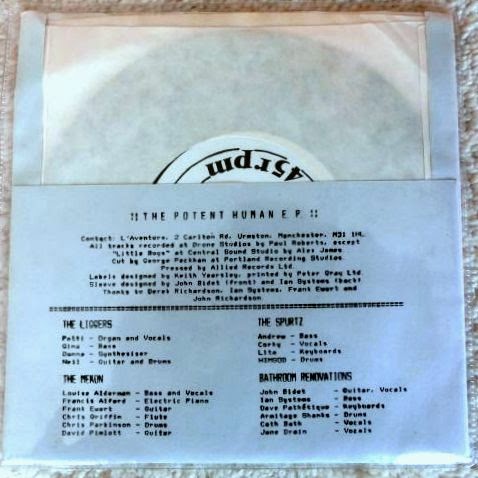 45rpm
!! THE POTENT HUMAN E.P. !!
Contact: L'Aventure, 2 Carlton Rd, Urmston, Manchester, M31 1HL.
All tracks recorded at Drone Studios by Paul Roberts, except
"Little Boys" at Central Sound Studio by Alex James
Cut by George Peckham at Portland Recording Studios
Pressed by Allied Records Ltd.
Labels designed by Keith Yearsley, printed by Peter Gray Ltd.
Sleeve designed by John Bidet (front) and Ian Systems (back)
Thanks to Derek Richardson, Ian Systems, Frank Ewart and
John Richardson
THE LIGGERS
Patti - Organ and Vocals
Gina - Bass
Danna - Synthesiser
Neil - Guitar and Drums
THE SPURTZ
Andrew - Bass
Corky - Vocals
Lita - Keyboards
WIMSOD - Drums
THE MEKON
Louise Alderman - Bass and Vocals
Francis Alford - Electric Piano
Frank Ewart - Guitar
Chris Griffin - Flute
Chris Parkinson - Drums
David Pimlott - Guitar
BATHROOM RENOVATIONS
John Bidet - Guitar, Vocals
Ian Systems - Bass
Dave Pathétique - Keyboards
Armitage Shanks - Drums
Cath Bath - Vocals
Jane Drain - Vocals